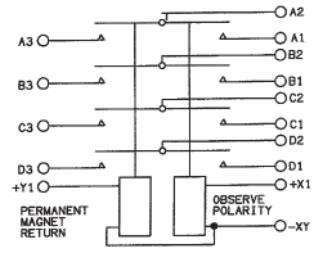 A2
A3
A1
B2
B3
B1
C2
C3
C1
D2
D3
D1
+Y1
+X1
PERMANENT
MAGNET
RETURN
OBSERVE
POLARITY
-XY